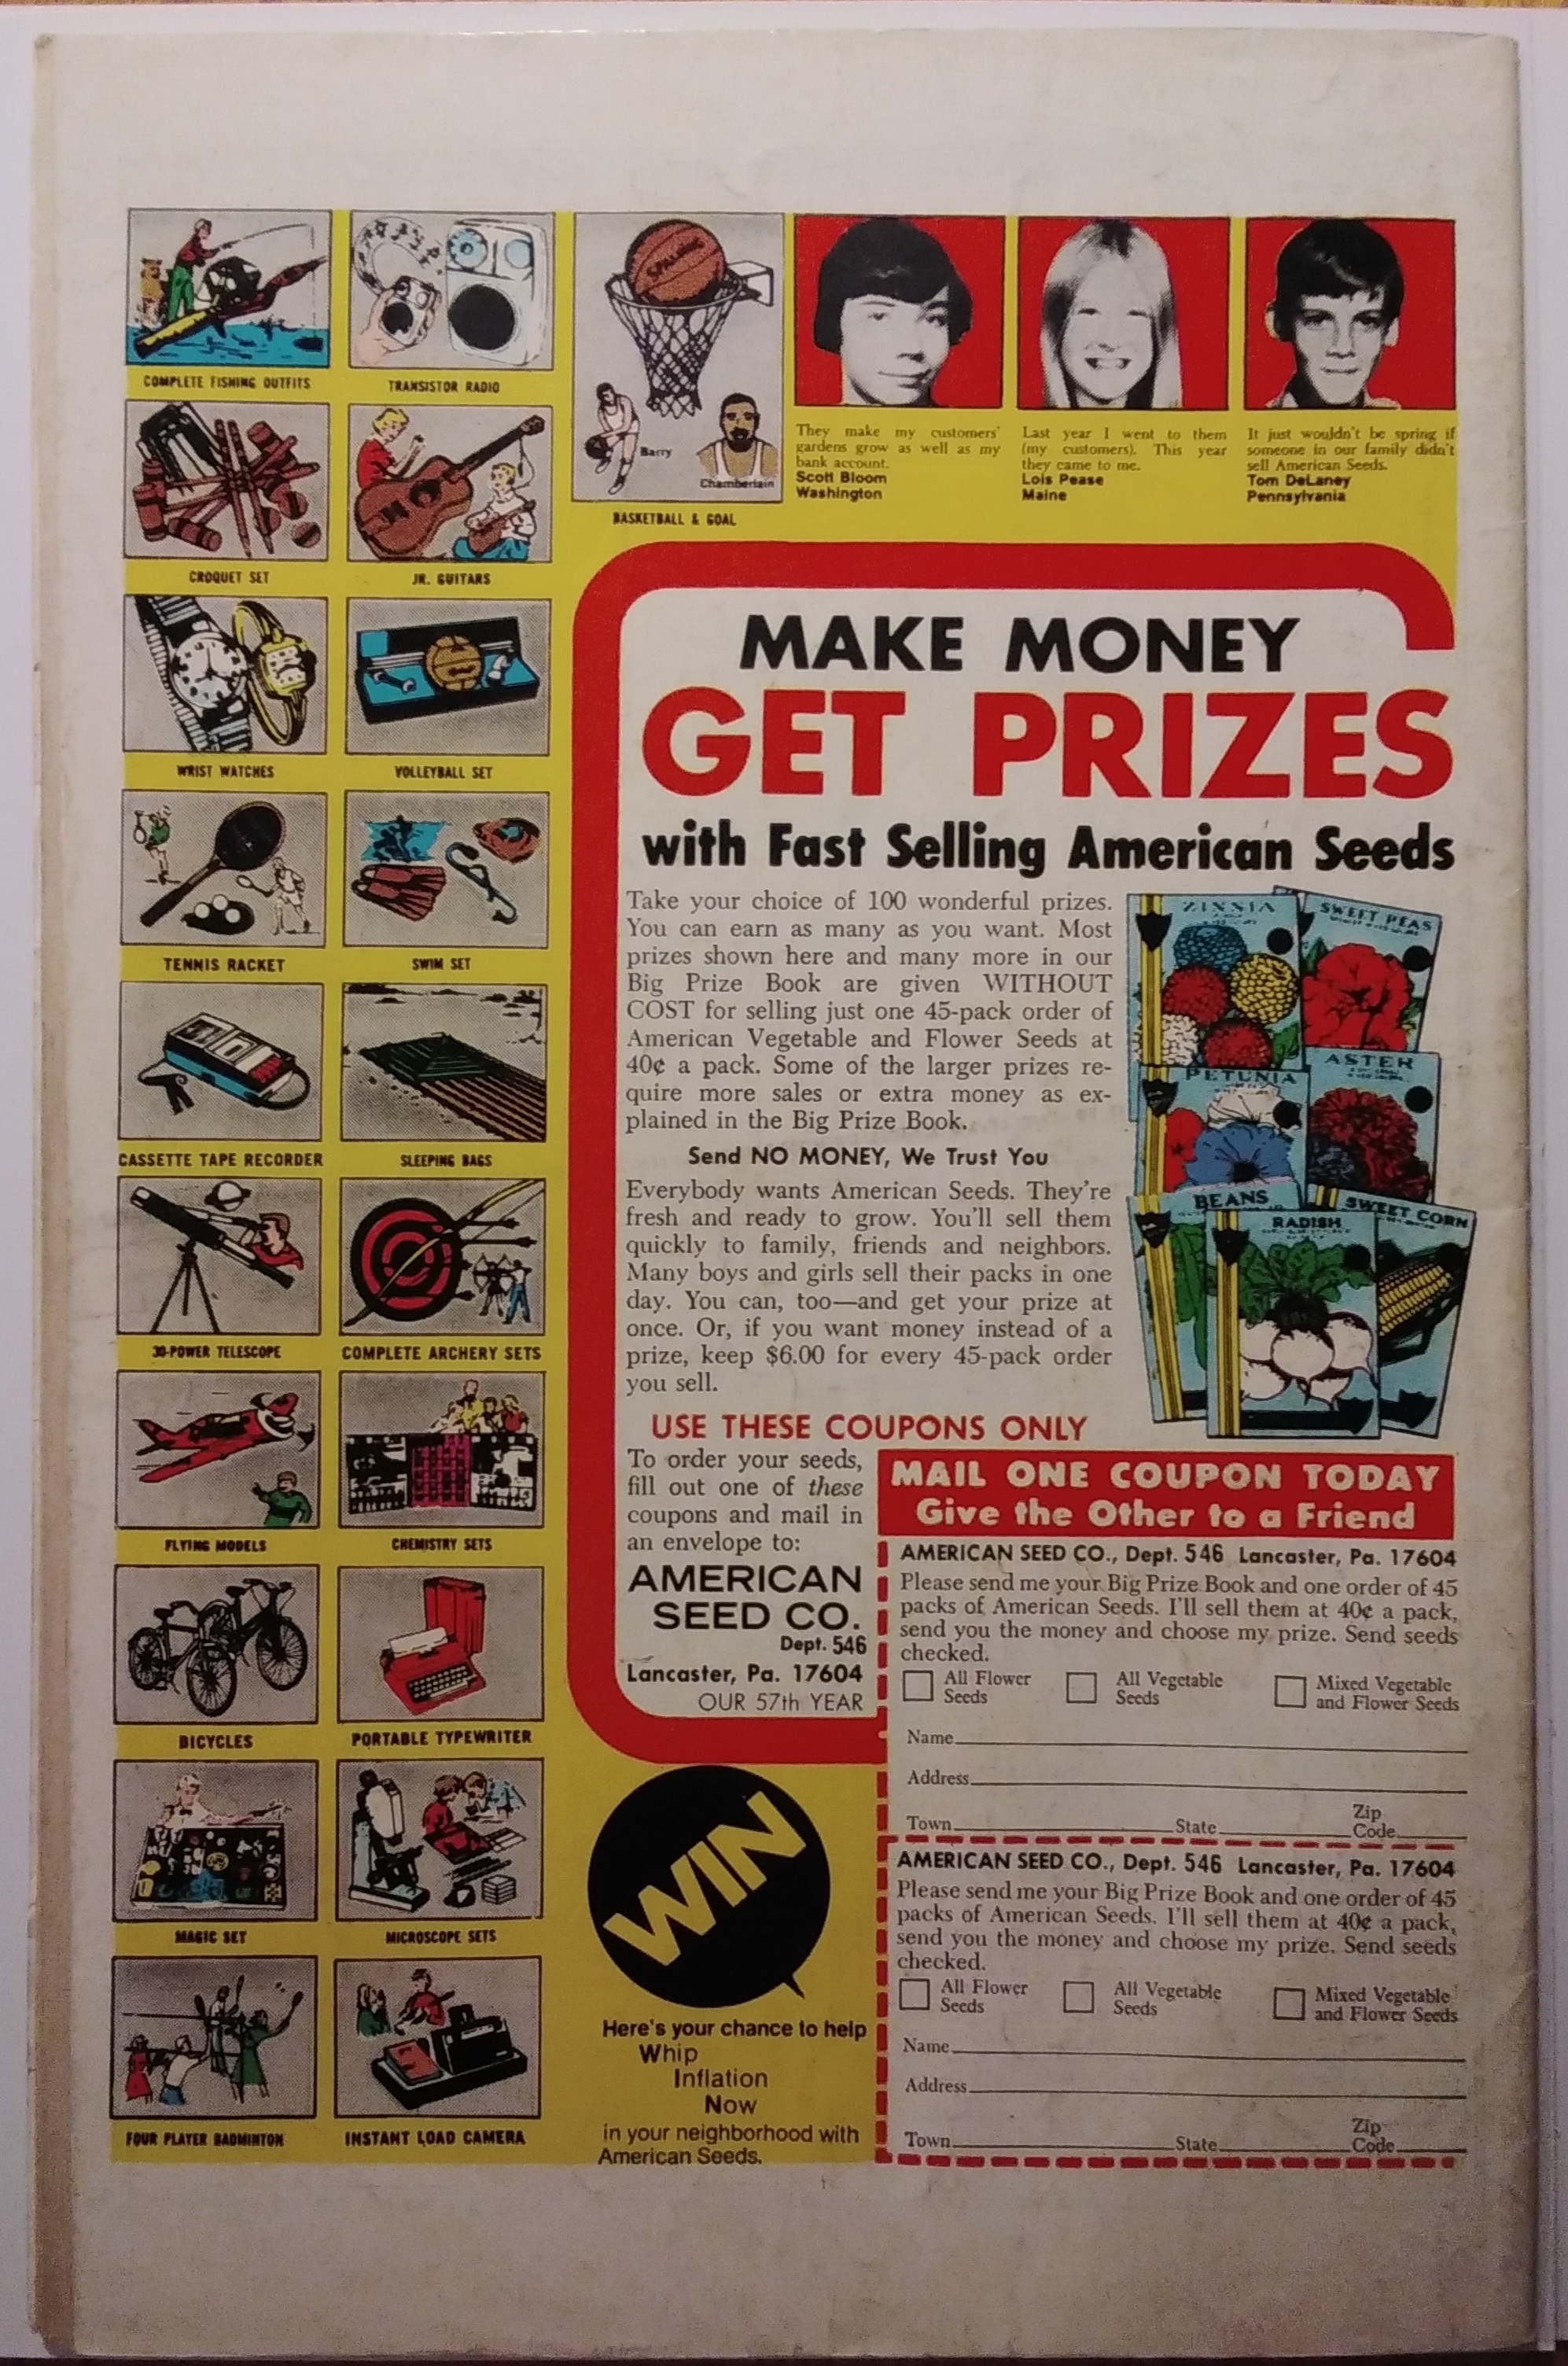 COMPLETE FISHING OUTFITS
TRANSISTOR RADIO
CROQUET SET
JR. GUITARS
WRIST WATCHES
VOLLEYBALL SET
TENNIS RACKET
SWIM SET
CASSETTE TAPE RECORDER
SLEEPING BAGS
30-POWER TELESCOPE
COMPLETE ARCHERY SETS
FLYING MODELS
CHEMISTRY SETS
BICYCLES
PORTABLE TYPEWRITER
MAGIC SET
MICROSCOPE SETS
FOUR PLAYER BADMINTON
INSTANT LOAD CAMERA
SPALDING
Barry
Chamberlain
BASKETBALL & GOAL
They make my customers'
gardens grow as well as my
bank account.
Scott Bloom
Washington
Last year I went to them
(my customers). This year
they came to me.
Lois Pease
Maine
It just wouldn't be spring if
someone in our family didn't
sell American Seeds.
Tom DeLaney
Pennsylvania
MAKE MONEY
GET PRIZES
with Fast Selling American Seeds
Take your choice of 100 wonderful prizes.
You can earn as many as you want. Most
prizes shown here and many more in our
Big Prize Book are given WITHOUT
COST for selling just one 45-pack order of
American Vegetable and Flower Seeds at
40¢ a pack. Some of the larger prizes re-
quire more sales or extra money as ex-
plained in the Big Prize Book.
Send NO MONEY, We Trust You
Everybody wants American Seeds. They're
fresh and ready to grow. You'll sell them
quickly to family, friends and neighbors.
Many boys and girls sell their packs in one
day. You can, too—and get your prize at
once. Or, if you want money instead of a
prize, keep $6.00 for every 45-pack order
you sell.
ZINNIA
SWEET PEAS
PETUNIA
ASTER
BEANS
RADISH
SWEET CORN
USE THESE COUPONS ONLY
To order your seeds,
fill out one of these
coupons and mail in
an envelope to:
AMERICAN
SEED CO.
Dept. 546
Lancaster, Pa. 17604
OUR 57th YEAR
MAIL ONE COUPON TODAY
Give the Other to a Friend
AMERICAN SEED CO., Dept. 546 Lancaster, Pa. 17604
Please send me your Big Prize Book and one order of 45
packs of American Seeds. I'll sell them at 40¢ a pack,
send you the money and choose my prize. Send seeds
checked.
All Flower Seeds
All Vegetable Seeds
Mixed Vegetable and Flower Seeds
Name
Address
Town State Zip Code
AMERICAN SEED CO., Dept. 546 Lancaster, Pa. 17604
Please send me your Big Prize Book and one order of 45
packs of American Seeds. I'll sell them at 40¢ a pack,
send you the money and choose my prize. Send seeds
checked.
All Flower Seeds
All Vegetable Seeds
Mixed Vegetable and Flower Seeds
Name
Address
Town State Zip Code
WIN
Here's your chance to help
Whip
Inflation
Now
in your neighborhood with
American Seeds.